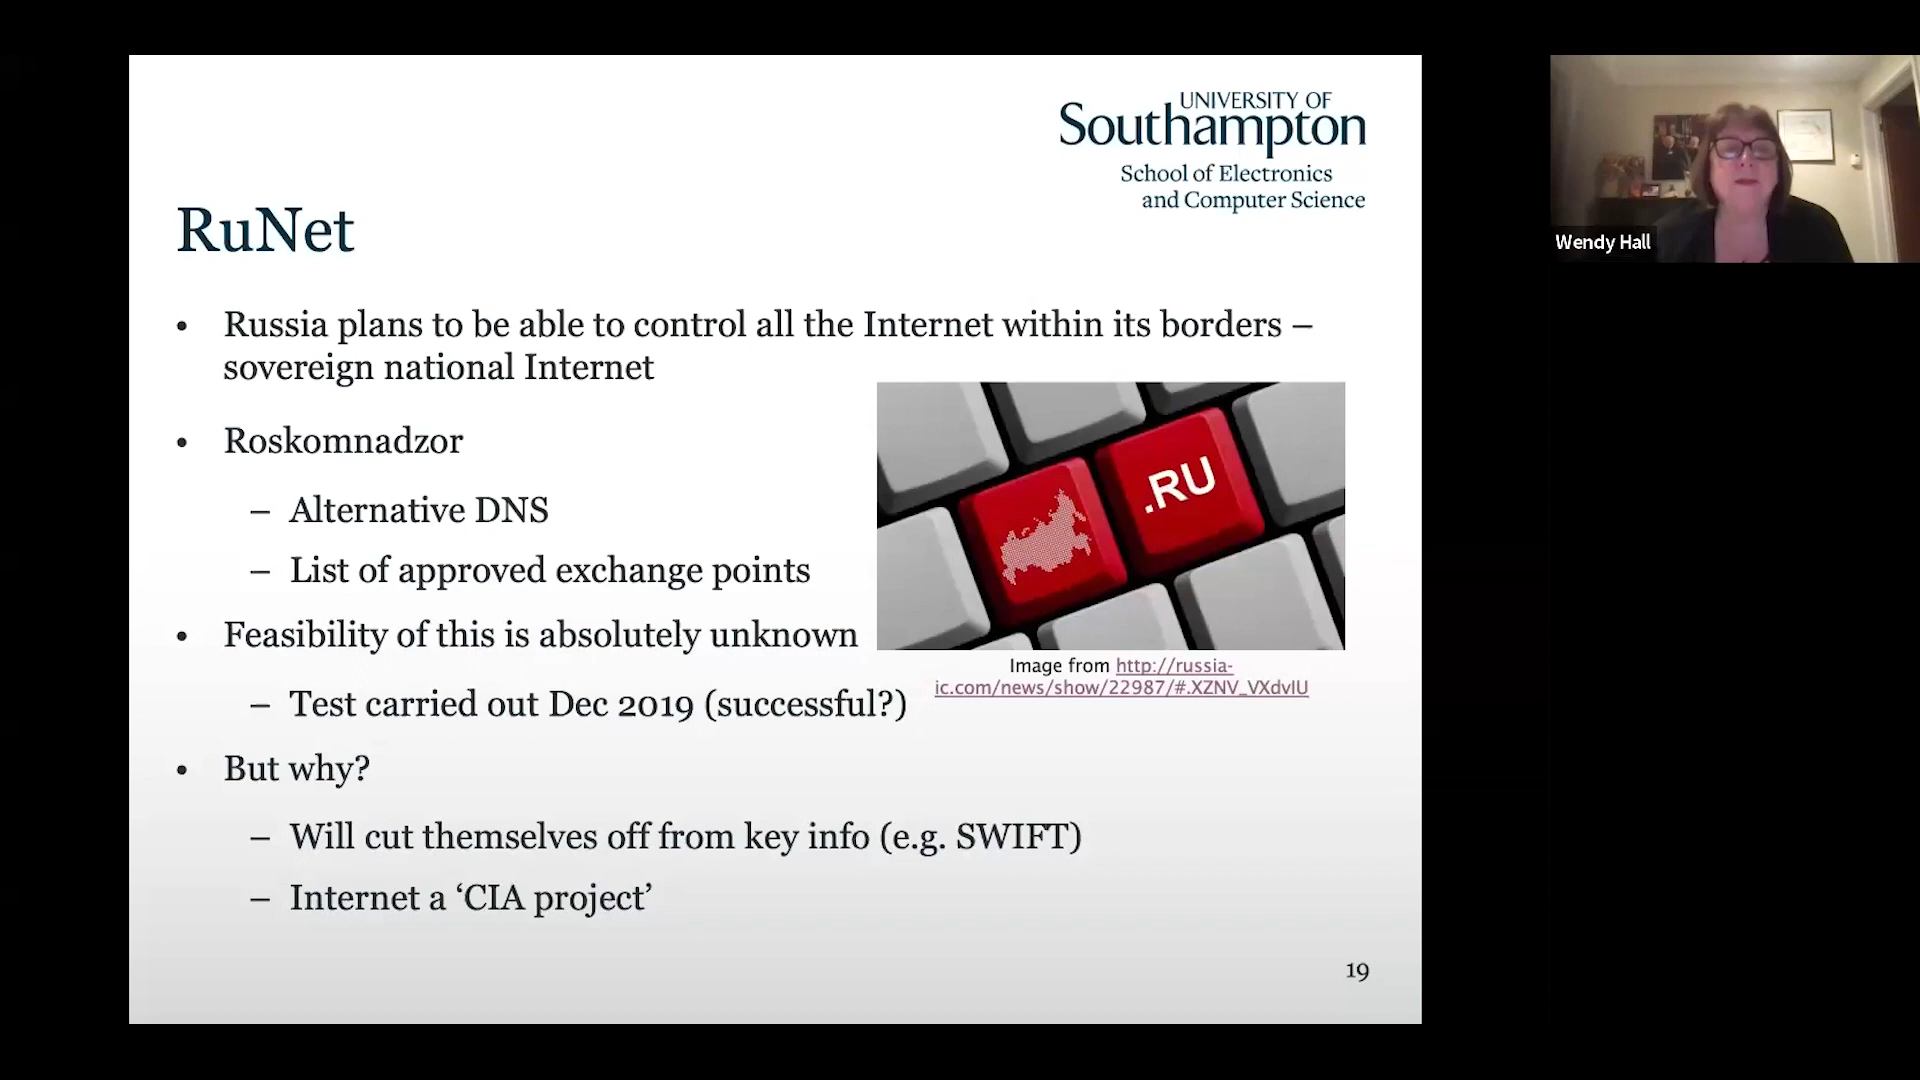 UNIVERSITY OF
Southampton
School of Electronics
and Computer Science
RuNet
• Russia plans to be able to control all the Internet within its borders –
sovereign national Internet
• Roskomnadzor
– Alternative DNS
– List of approved exchange points
• Feasibility of this is absolutely unknown
– Test carried out Dec 2019 (successful?)
• But why?
– Will cut themselves off from key info (e.g. SWIFT)
– Internet a ‘CIA project’
.RU
Image from http://russia-
ic.com/news/show/22987/#.XZNV_VXdvIU
19
Wendy Hall